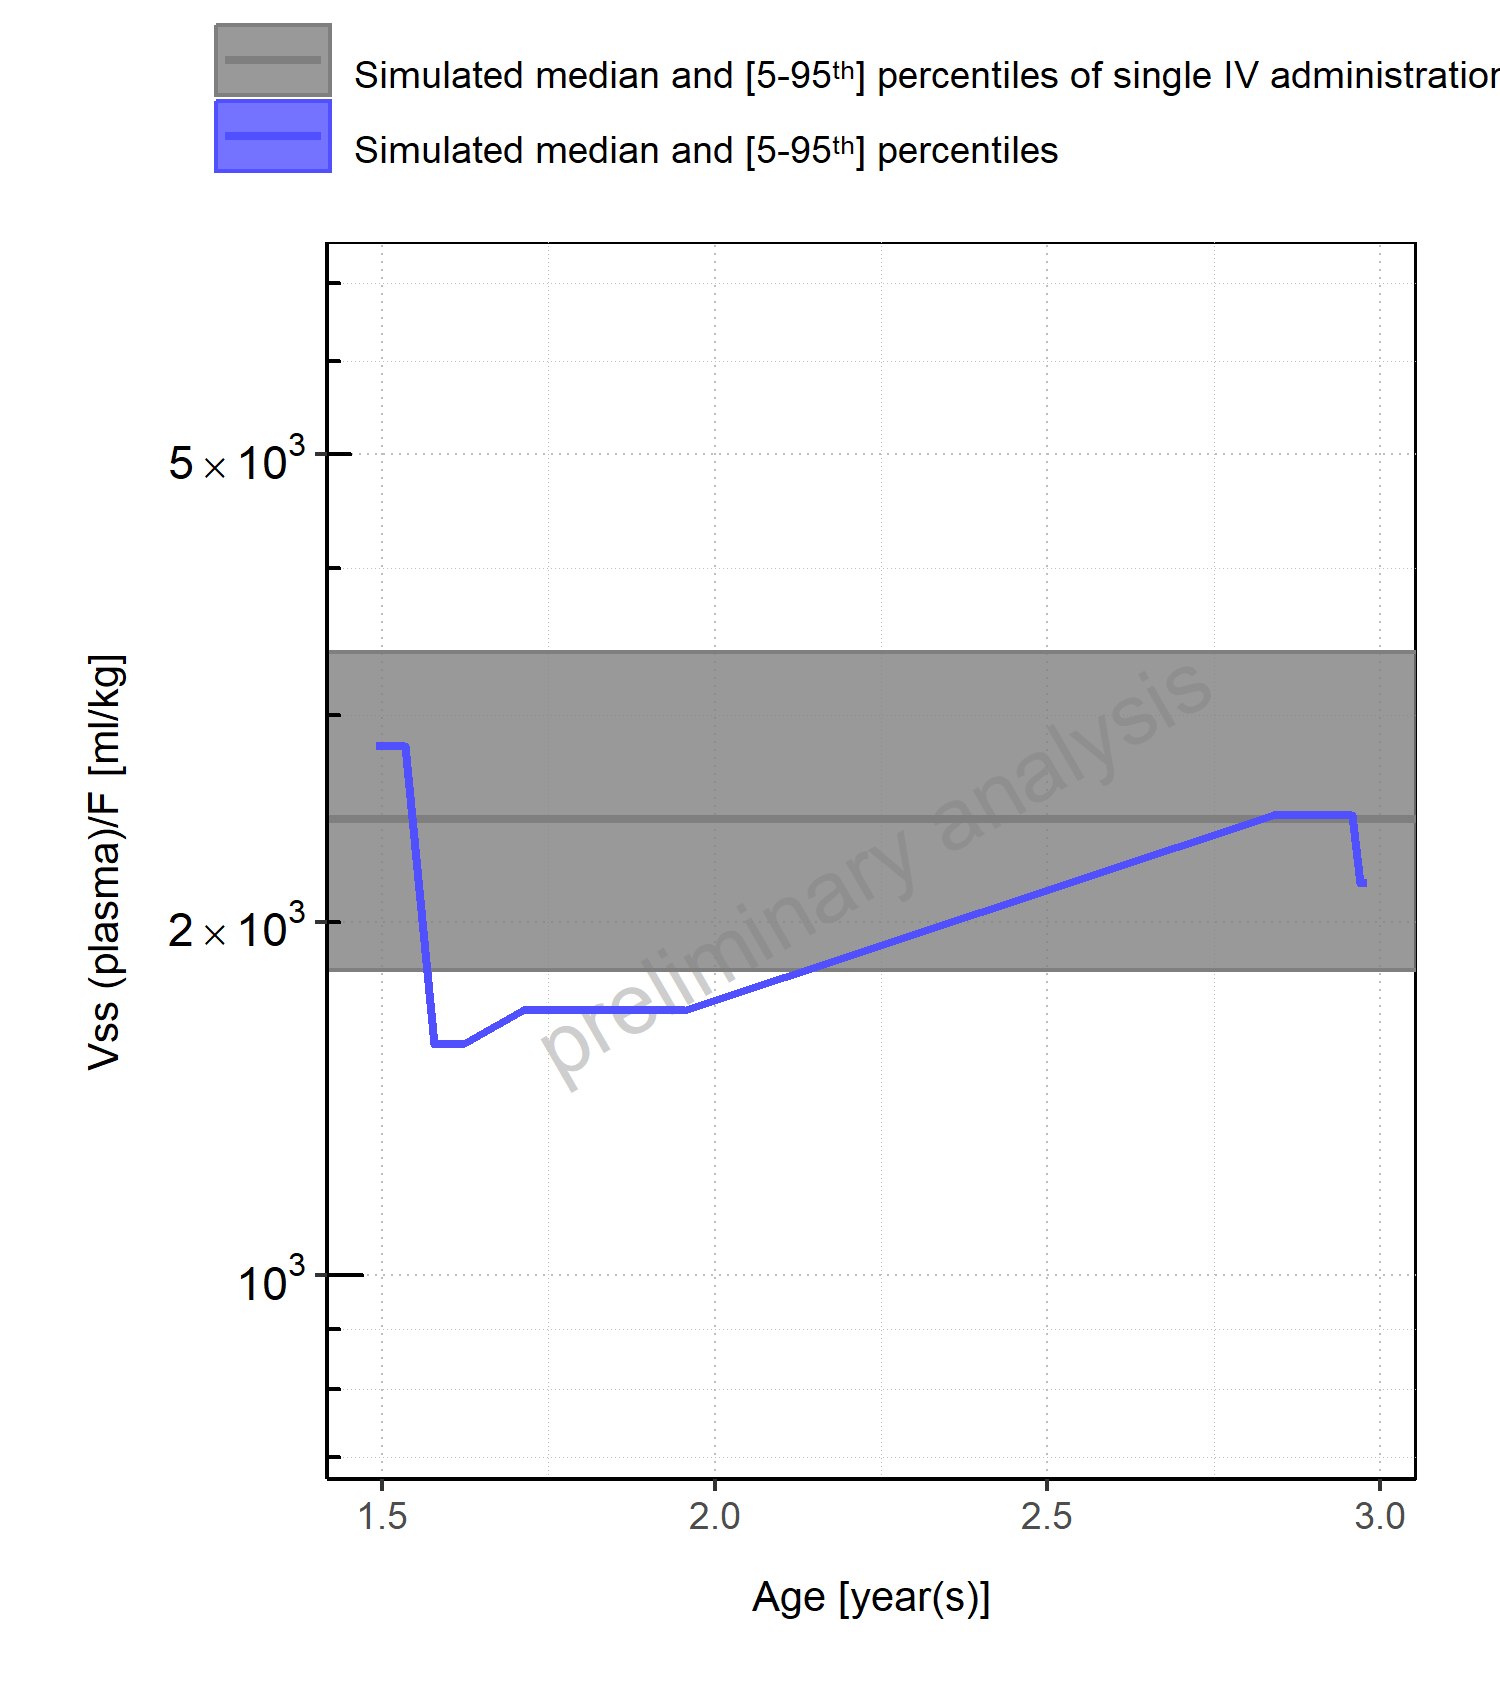 Simulated median and [5-95ᵗʰ] percentiles of single IV administration
Simulated median and [5-95ᵗʰ] percentiles
5 × 10³
2 × 10³
10³
Vss (plasma)/F [ml/kg]
preliminary analysis
1.5 2.0 2.5 3.0
Age [year(s)]